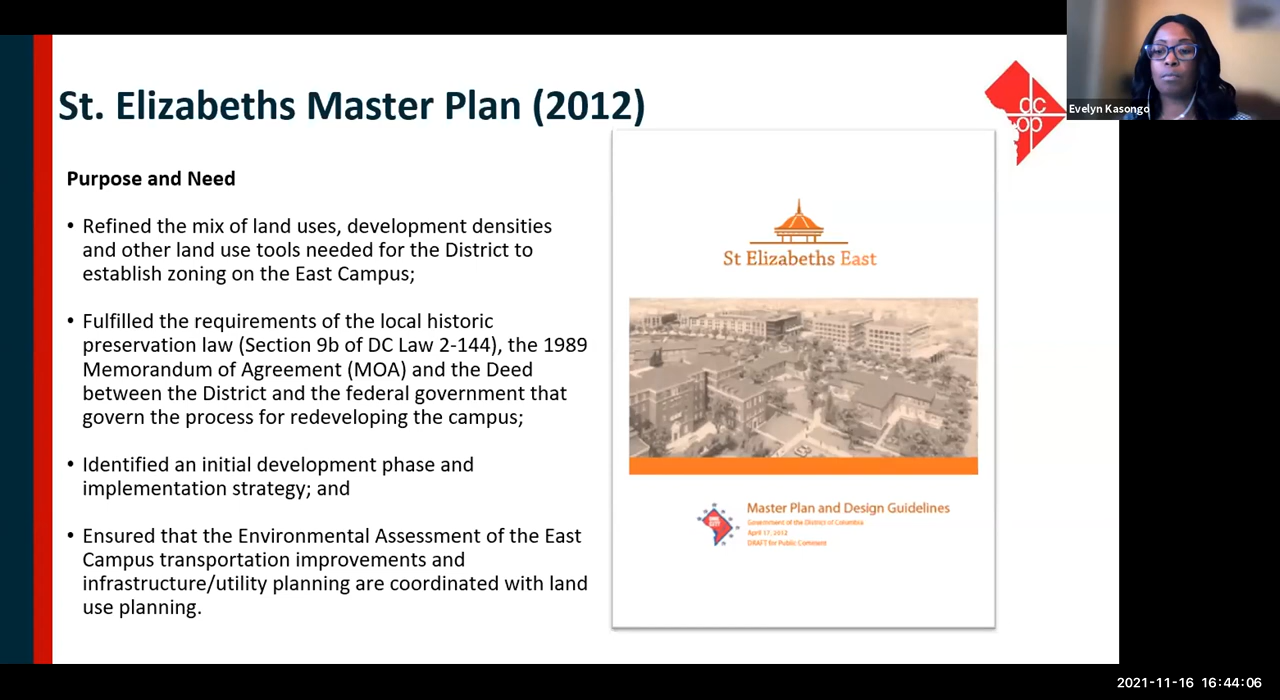 St. Elizabeths Master Plan (2012)
dc
op
Evelyn Kasongo
Purpose and Need
• Refined the mix of land uses, development densities
and other land use tools needed for the District to
establish zoning on the East Campus;
• Fulfilled the requirements of the local historic
preservation law (Section 9b of DC Law 2-144), the 1989
Memorandum of Agreement (MOA) and the Deed
between the District and the federal government that
govern the process for redeveloping the campus;
• Identified an initial development phase and
implementation strategy; and
• Ensured that the Environmental Assessment of the East
Campus transportation improvements and
infrastructure/utility planning are coordinated with land
use planning.
St Elizabeths East
Master Plan and Design Guidelines
Government of the District of Columbia
April 17, 2012
DRAFT for Public Comment
2021-11-16 16:44:06